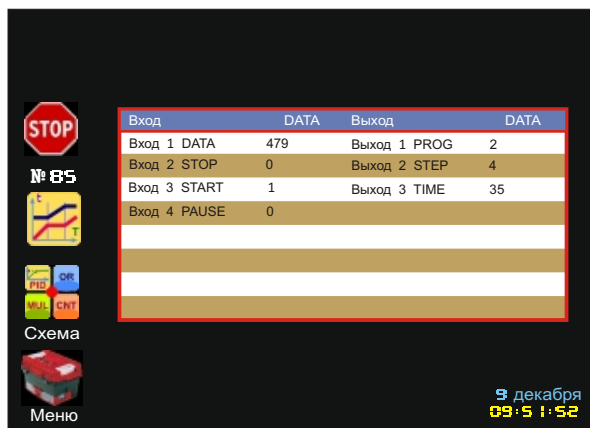 STOP
№ 85
t
T
PID OR
MUL CNT
Схема
Меню
Вход DATA Выход DATA
Вход 1 DATA 479 Выход 1 PROG 2
Вход 2 STOP 0 Выход 2 STEP 4
Вход 3 START 1 Выход 3 TIME 35
Вход 4 PAUSE 0
9 декабря
09:51:52